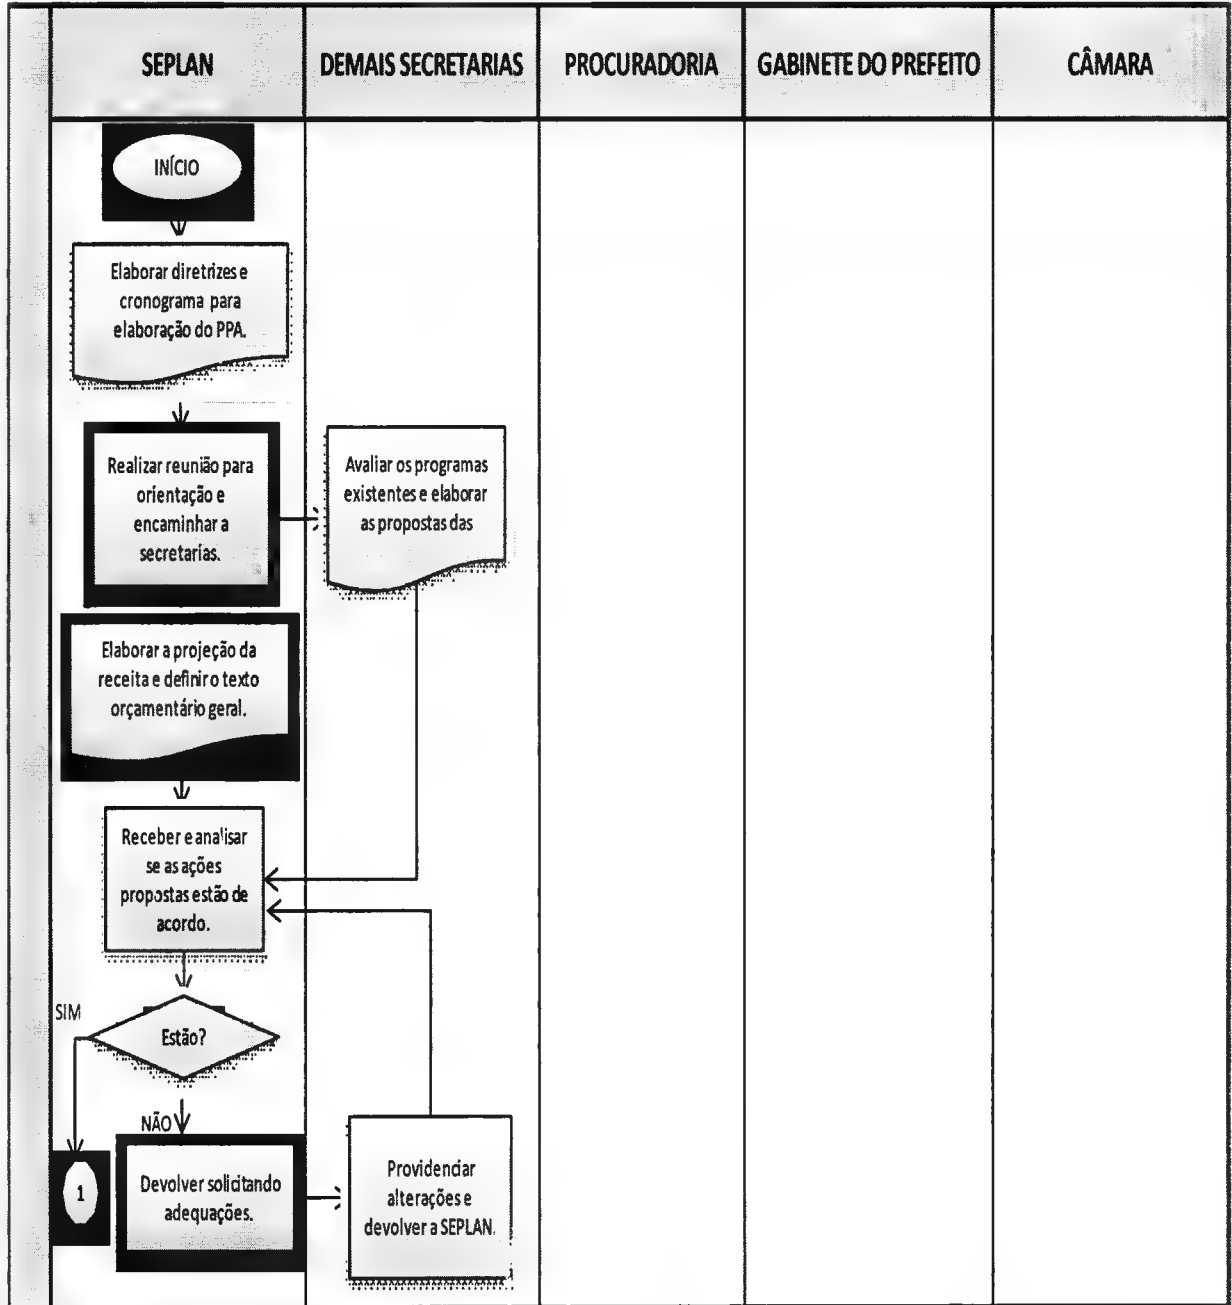 SEPLAN
DEMAIS SECRETARIAS
PROCURADORIA
GABINETE DO PREFEITO
CÂMARA
INÍCIO
Elaborar diretrizes e
cronograma para
elaboração do PPA.
Realizar reunião para
orientação e
encaminhar a
secretarias.
Avaliar os programas
existentes e elaborar
as propostas das
Elaborar a projeção da
receita e definir o texto
orçamentário geral.
Receber e analisar
se as ações
propostas estão de
acordo.
SIM
Estão?
NÃO
1
Devolver solicitando
adequações.
Providenciar
alterações e
devolver a SEPLAN.